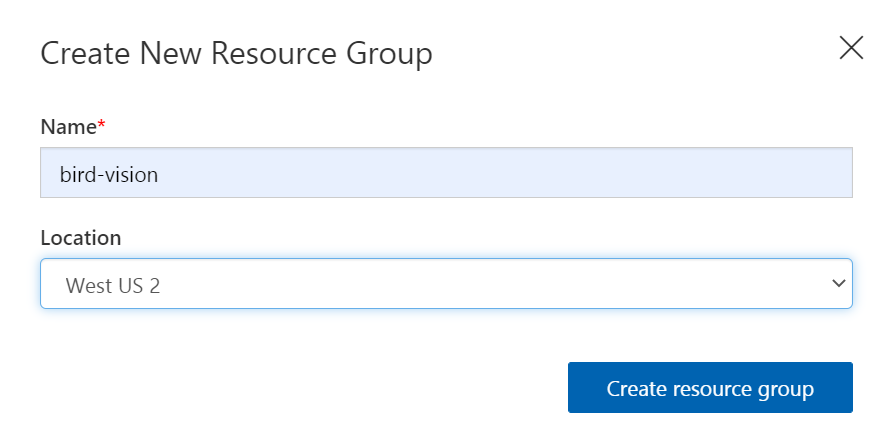 Create New Resource Group
Name*
bird-vision
Location
West US 2
Create resource group